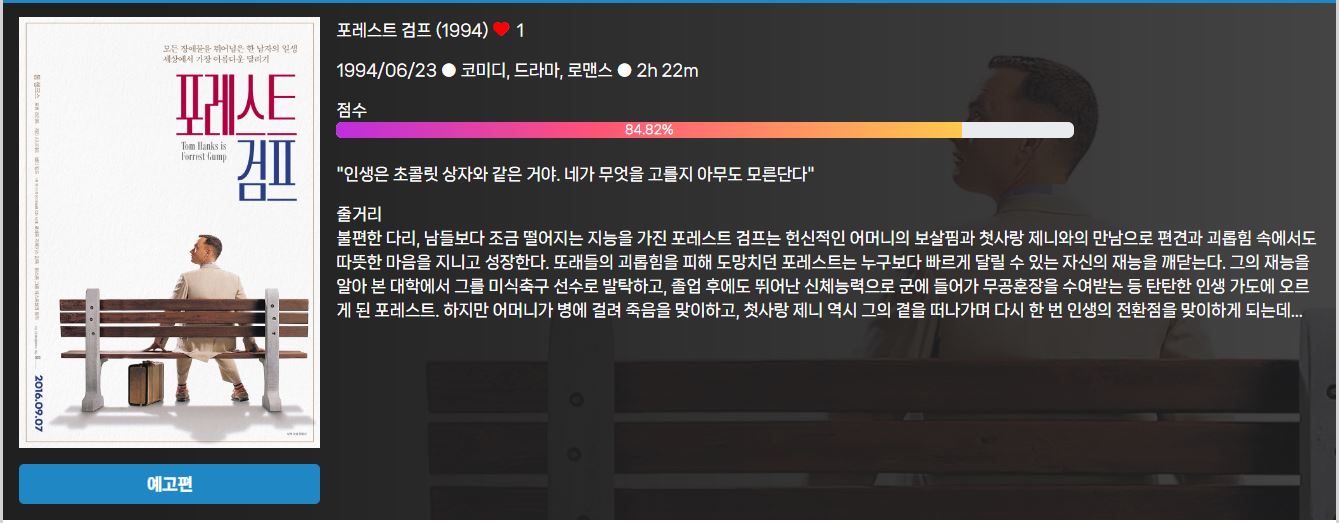 모든 장애물을 뛰어넘은 한 남자의 일생
세상에서 가장 아름다운 달리기
포레스트
Tom Hanks is
Forrest Gump
검프
2016.09.07
예고편
포레스트 검프 (1994) 1
1994/06/23 ● 코미디, 드라마, 로맨스 ● 2h 22m
점수
84.82%
"인생은 초콜릿 상자와 같은 거야. 네가 무엇을 고를지 아무도 모른단다"
줄거리
불편한 다리, 남들보다 조금 떨어지는 지능을 가진 포레스트 검프는 헌신적인 어머니의 보살핌과 첫사랑 제니와의 만남으로 편견과 괴롭힘 속에서도
따뜻한 마음을 지니고 성장한다. 또래들의 괴롭힘을 피해 도망치던 포레스트는 누구보다 빠르게 달릴 수 있는 자신의 재능을 깨닫는다. 그의 재능을
알아 본 대학에서 그를 미식축구 선수로 발탁하고, 졸업 후에도 뛰어난 신체능력으로 군에 들어가 무공훈장을 수여받는 등 탄탄한 인생 가도에 오르
게 된 포레스트. 하지만 어머니가 병에 걸려 죽음을 맞이하고, 첫사랑 제니 역시 그의 곁을 떠나가며 다시 한 번 인생의 전환점을 맞이하게 되는데...